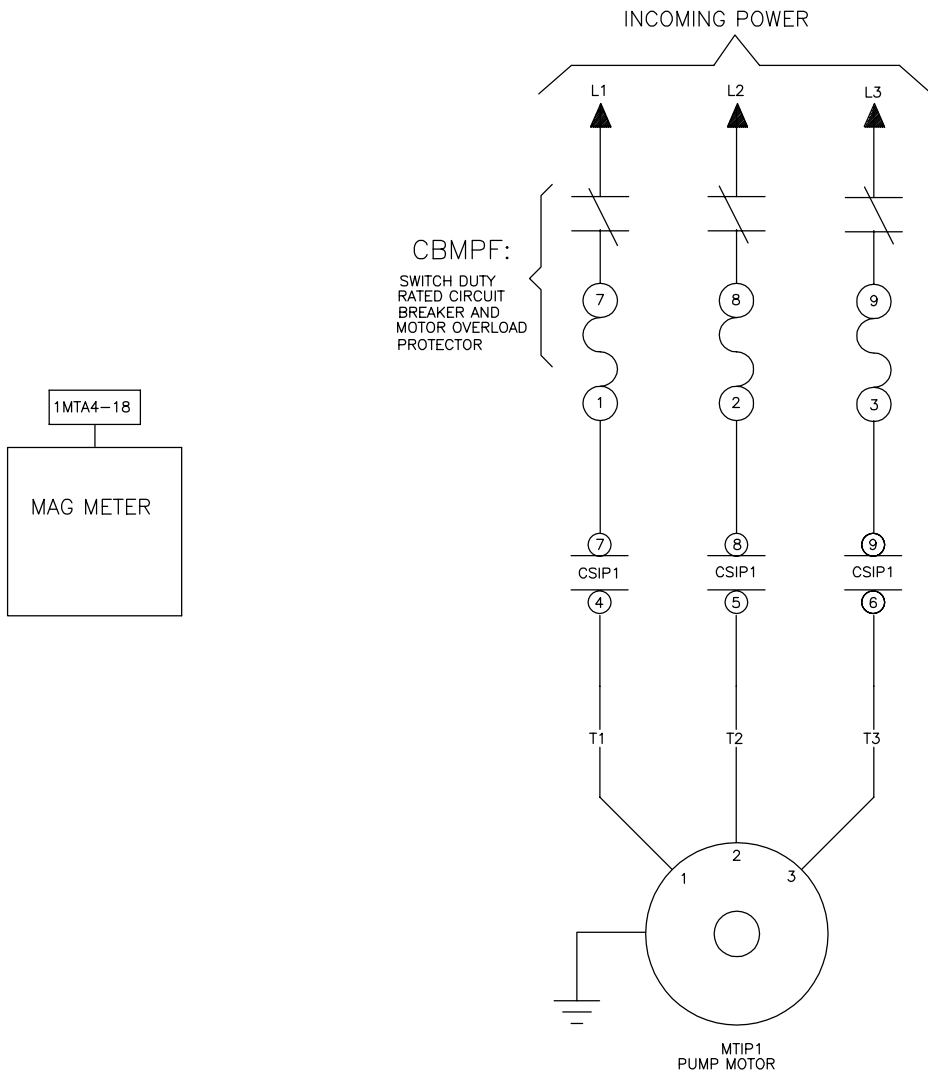 INCOMING POWER
L1 L2 L3
CBMPF:
SWITCH DUTY
RATED CIRCUIT
BREAKER AND
MOTOR OVERLOAD
PROTECTOR
7 8 9
1 2 3
1MTA4-18
MAG METER
7 8 9
CSIP1 CSIP1 CSIP1
4 5 6
T1 T2 T3
1 2 3
MTIP1
PUMP MOTOR